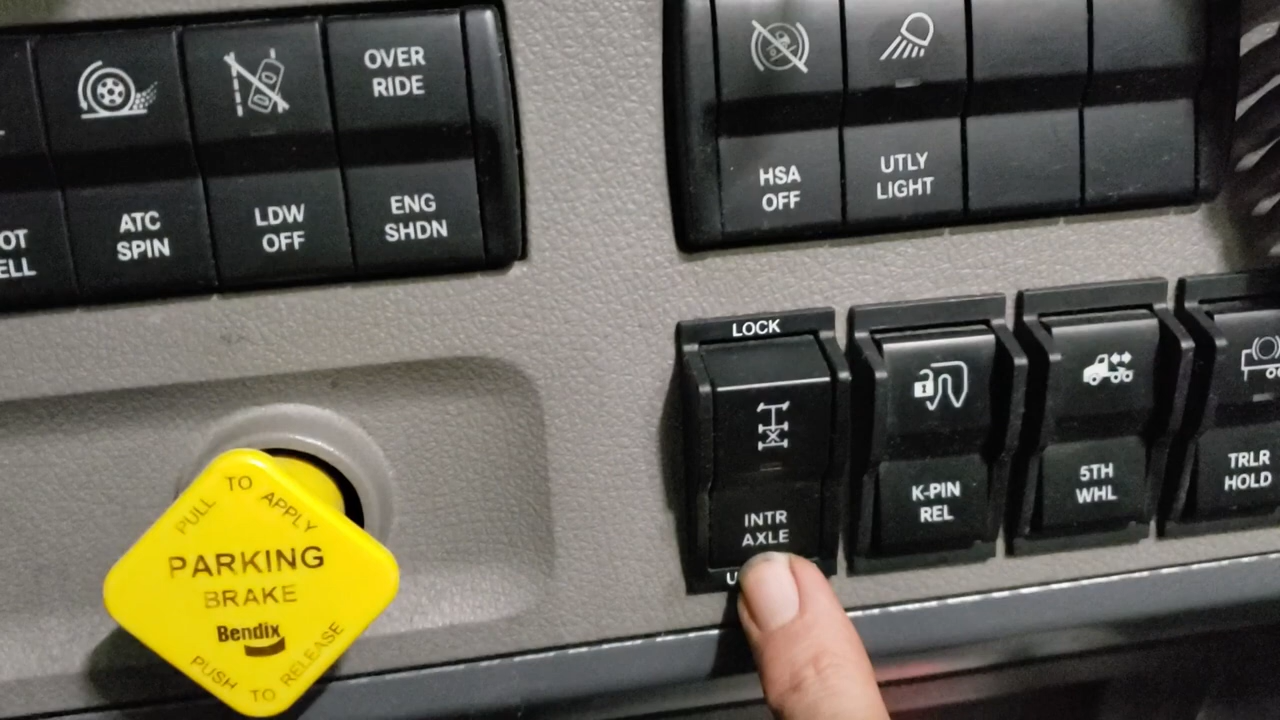 OVER
RIDE
ATC
SPIN
LDW
OFF
ENG
SHDN
HSA
OFF
UTLY
LIGHT
LOCK
INTR
AXLE
K-PIN
REL
5TH
WHL
TRLR
HOLD
PULL TO APPLY
PARKING
BRAKE
Bendix
PUSH TO RELEASE